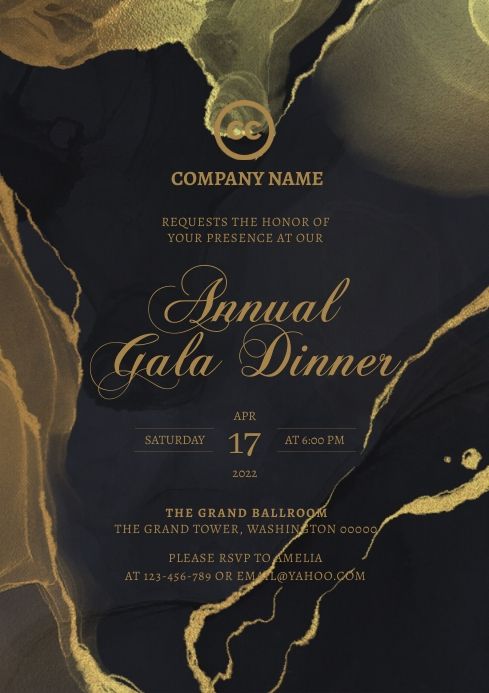 CC
COMPANY NAME
REQUESTS THE HONOR OF
YOUR PRESENCE AT OUR
Annual
Gala Dinner
APR
SATURDAY 17 AT 6:00 PM
2022
THE GRAND BALLROOM
THE GRAND TOWER, WASHINGTON 00000
PLEASE RSVP TO AMELIA
AT 123-456-789 OR EMAIL@YAHOO.COM